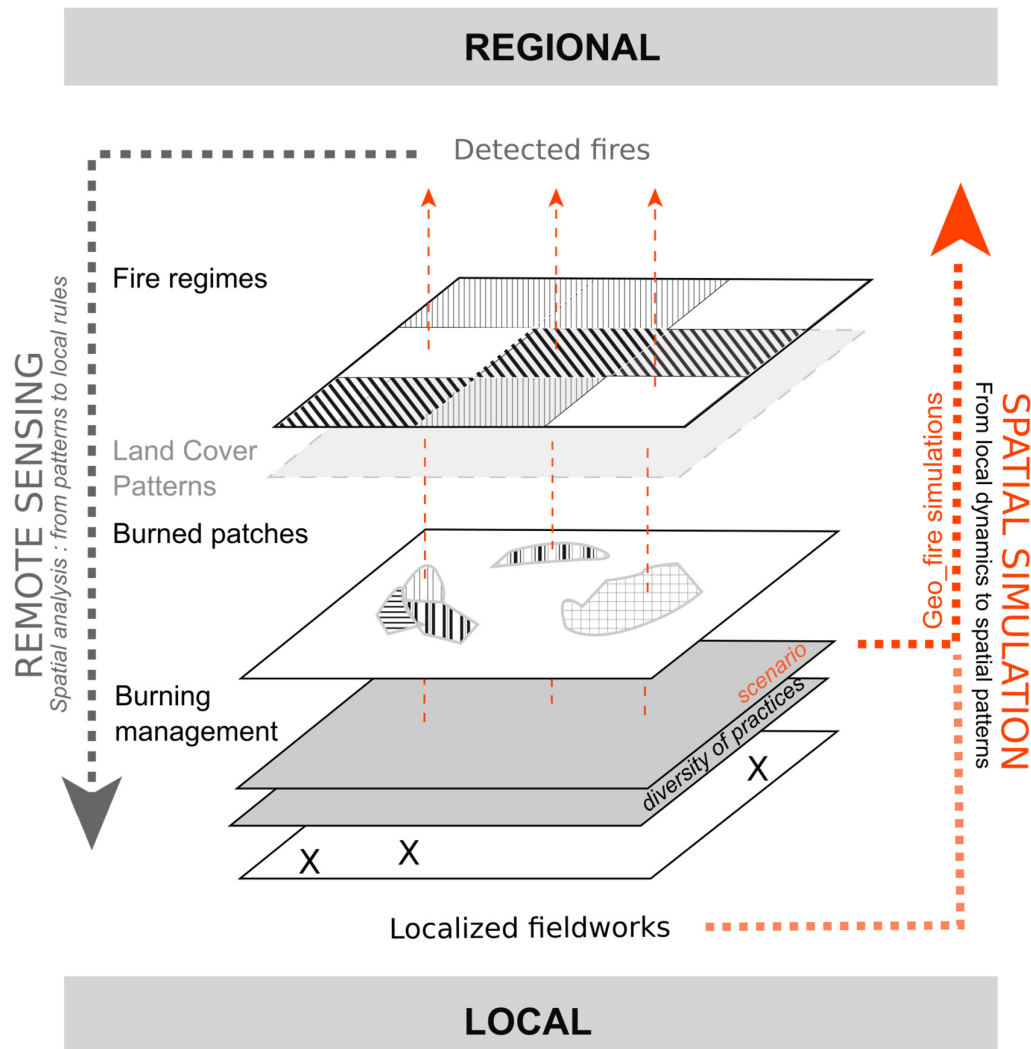 REGIONAL
Detected fires
Fire regimes
Land Cover
Patterns
Burned patches
Burning
management
scenario
diversity of practices
X
X
X
Localized fieldworks
REMOTE SENSING
Spatial analysis : from patterns to local rules
Geo_fire simulations
From local dynamics to spatial patterns
SPATIAL SIMULATION
LOCAL